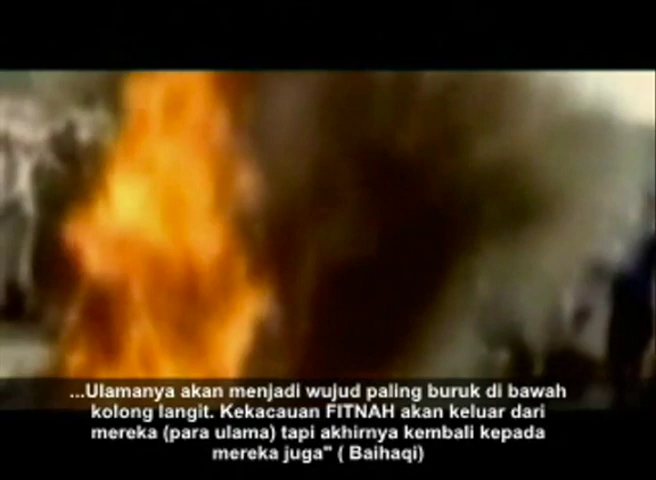 ...Ulamanya akan menjadi wujud paling buruk di bawah
kolong langit. Kekacauan FITNAH akan keluar dari
mereka (para ulama) tapi akhirnya kembali kepada
mereka juga" ( Baihaqi)